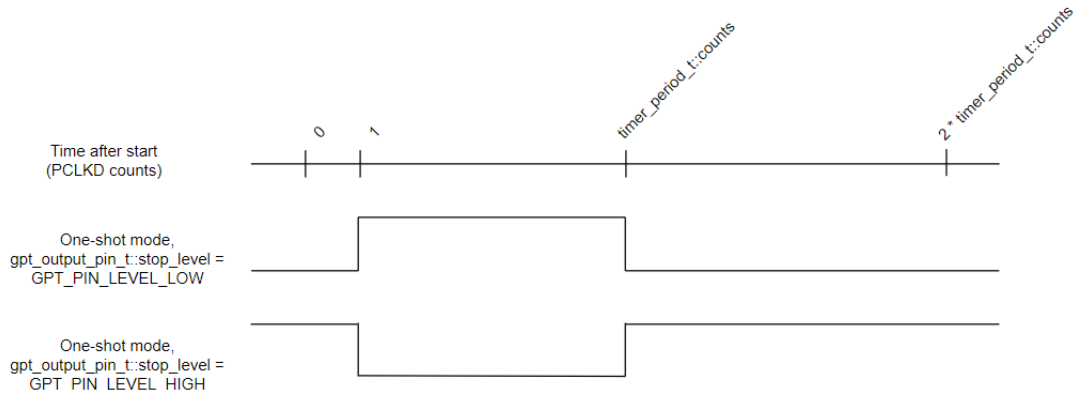 0
1
timer_period_t::counts
2 * timer_period_t::counts
Time after start
(PCLKD counts)
One-shot mode,
gpt_output_pin_t::stop_level =
GPT_PIN_LEVEL_LOW
One-shot mode,
gpt_output_pin_t::stop_level =
GPT_PIN_LEVEL_HIGH